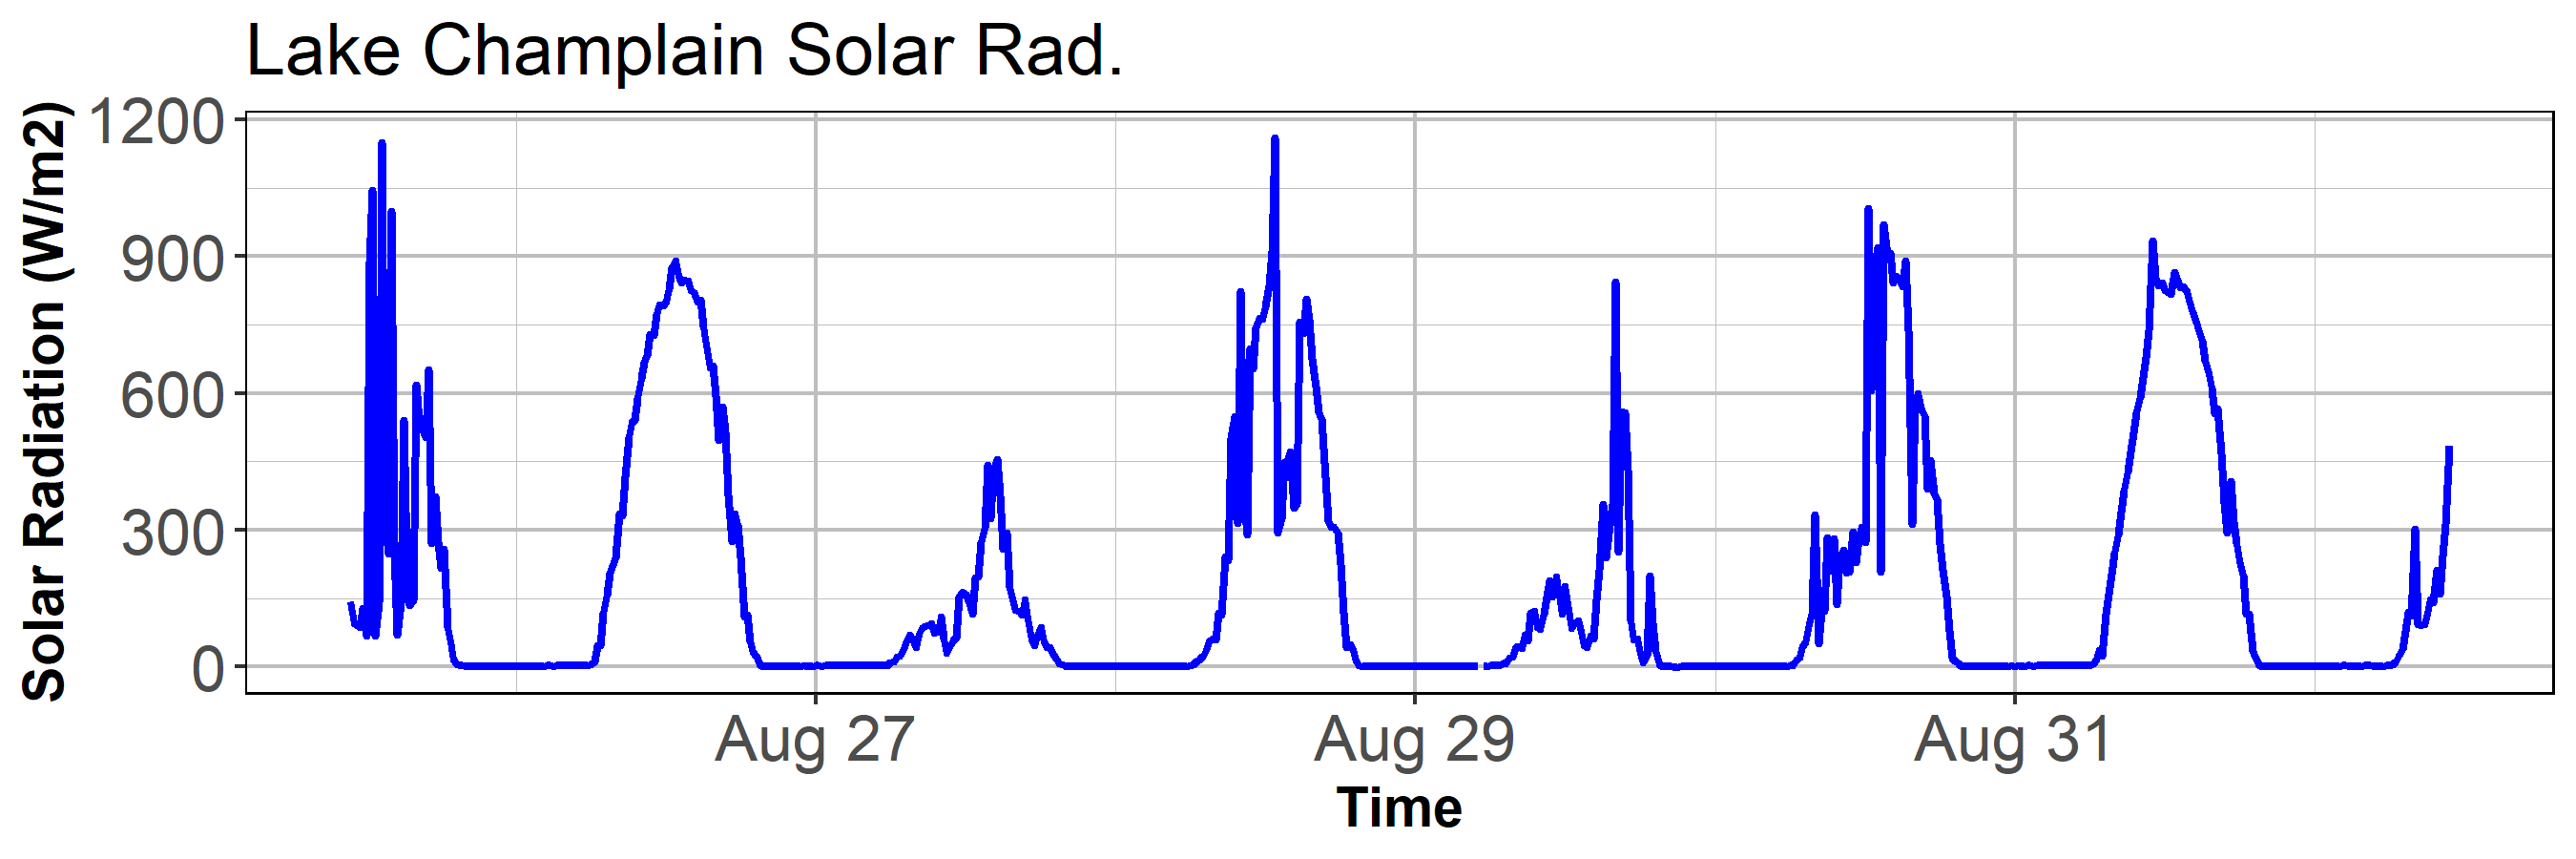 Lake Champlain Solar Rad.
Solar Radiation (W/m2)
1200
900
600
300
0
Aug 27
Aug 29
Aug 31
Time